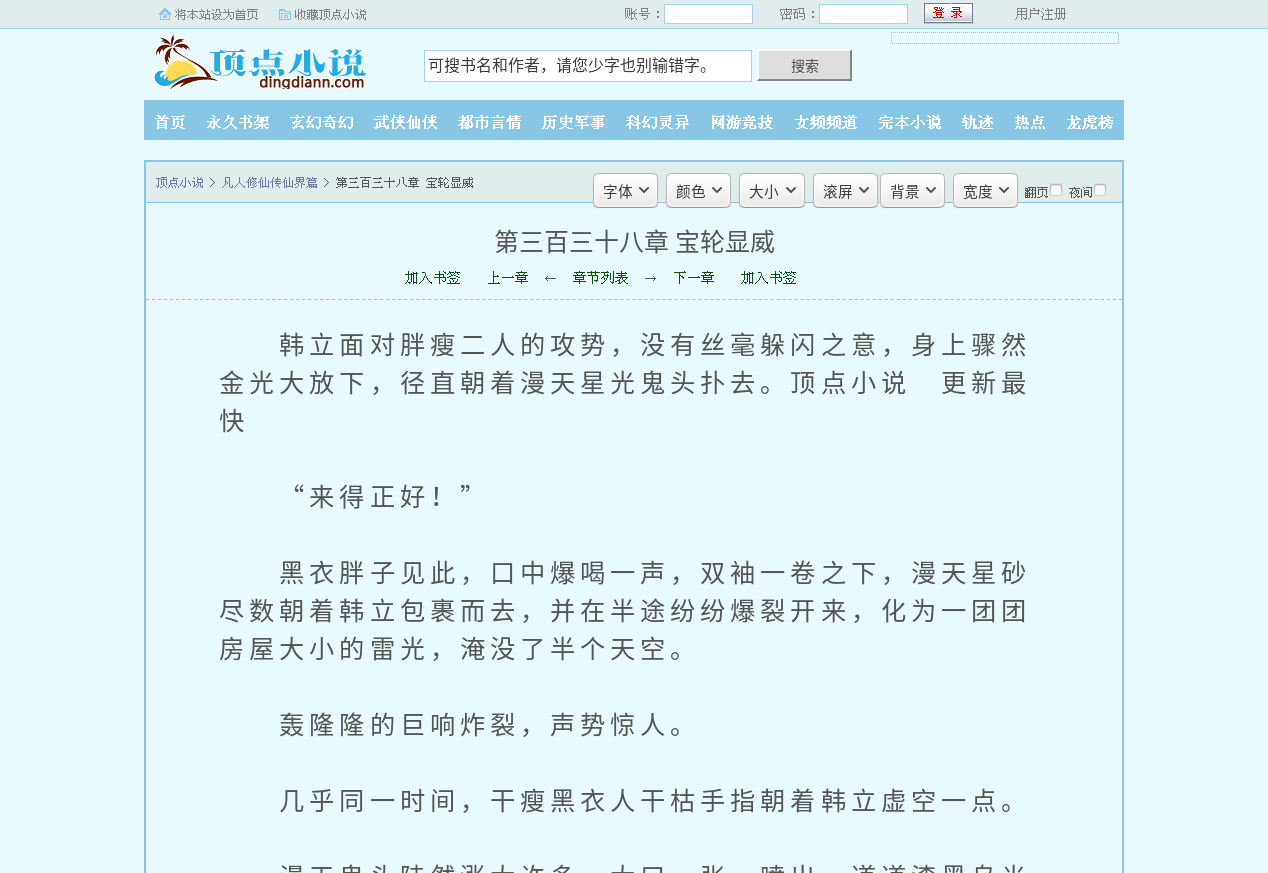 将本站设为首页 收藏顶点小说 账号： 密码： 登 录 用户注册
顶点小说
dingdiann.com
可搜书名和作者，请您少字也别输错字。 搜索
首页 永久书架 玄幻奇幻 武侠仙侠 都市言情 历史军事 科幻灵异 网游竞技 女频频道 完本小说 轨迹 热点 龙虎榜
顶点小说 > 凡人修仙传仙界篇 > 第三百三十八章 宝轮显威 字体 颜色 大小 滚屏 背景 宽度 翻页 夜间
第三百三十八章 宝轮显威
加入书签 上一章 ← 章节列表 → 下一章 加入书签
韩立面对胖瘦二人的攻势，没有丝毫躲闪之意，身上骤然
金光大放下，径直朝着漫天星光鬼头扑去。顶点小说 更新最
快
“来得正好！”
黑衣胖子见此，口中爆喝一声，双袖一卷之下，漫天星砂
尽数朝着韩立包裹而去，并在半途纷纷爆裂开来，化为一团团
房屋大小的雷光，淹没了半个天空。
轰隆隆的巨响炸裂，声势惊人。
几乎同一时间，干瘦黑衣人干枯手指朝着韩立虚空一点。